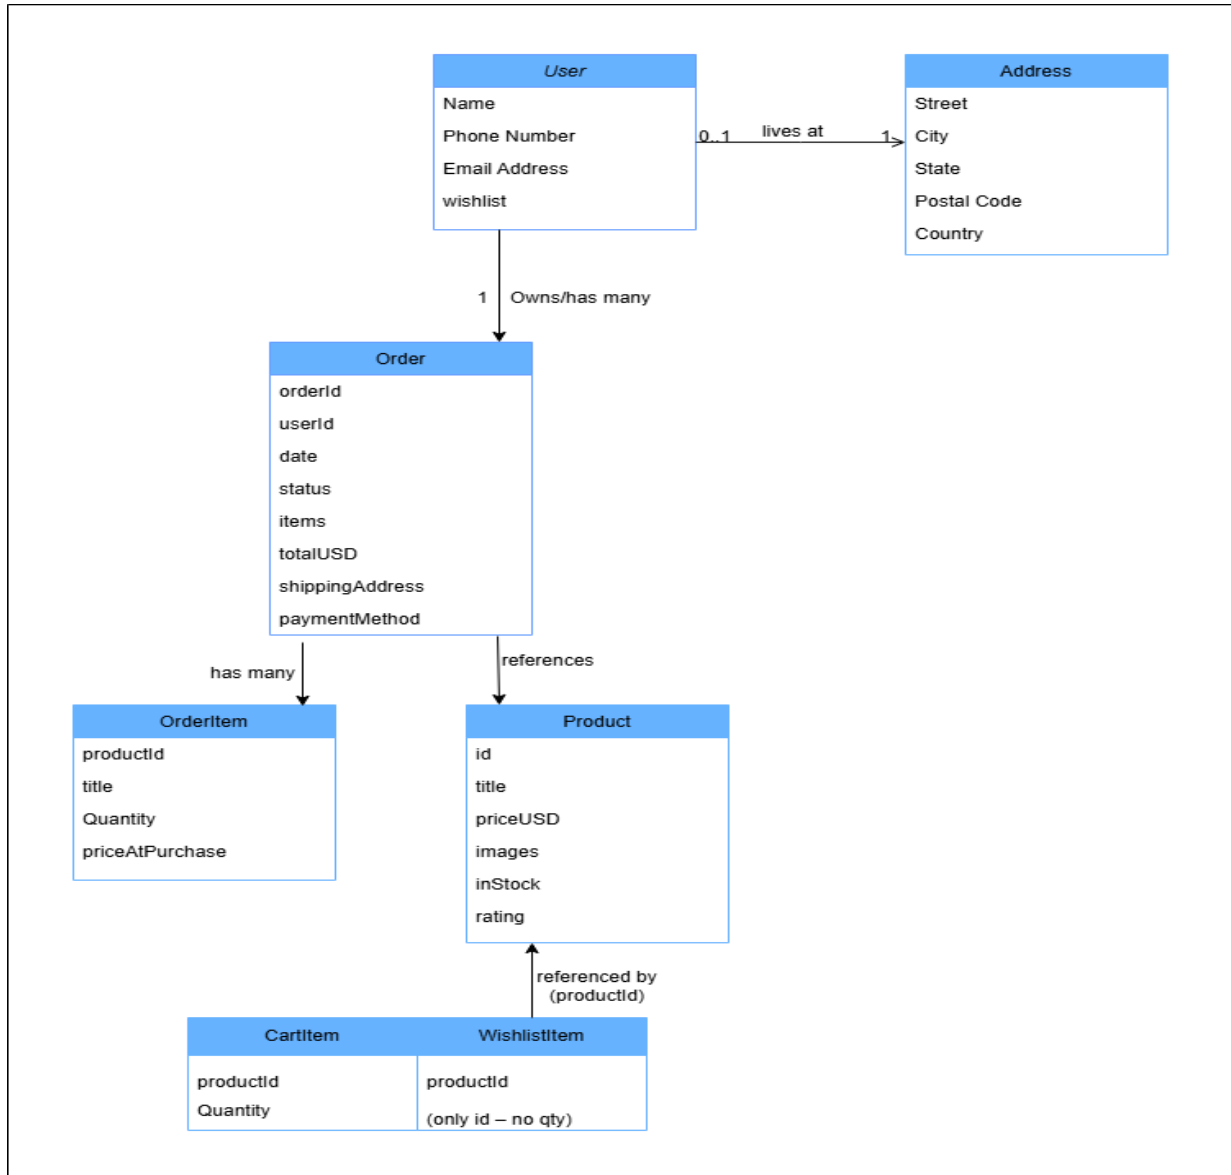 User
Name
Phone Number
Email Address
wishlist
0..1 lives at 1
Address
Street
City
State
Postal Code
Country
1 Owns/has many
Order
orderId
userId
date
status
items
totalUSD
shippingAddress
paymentMethod
has many
references
OrderItem
productId
title
Quantity
priceAtPurchase
Product
id
title
priceUSD
images
inStock
rating
referenced by
(productId)
CartItem
productId
Quantity
WishlistItem
productId
(only id – no qty)